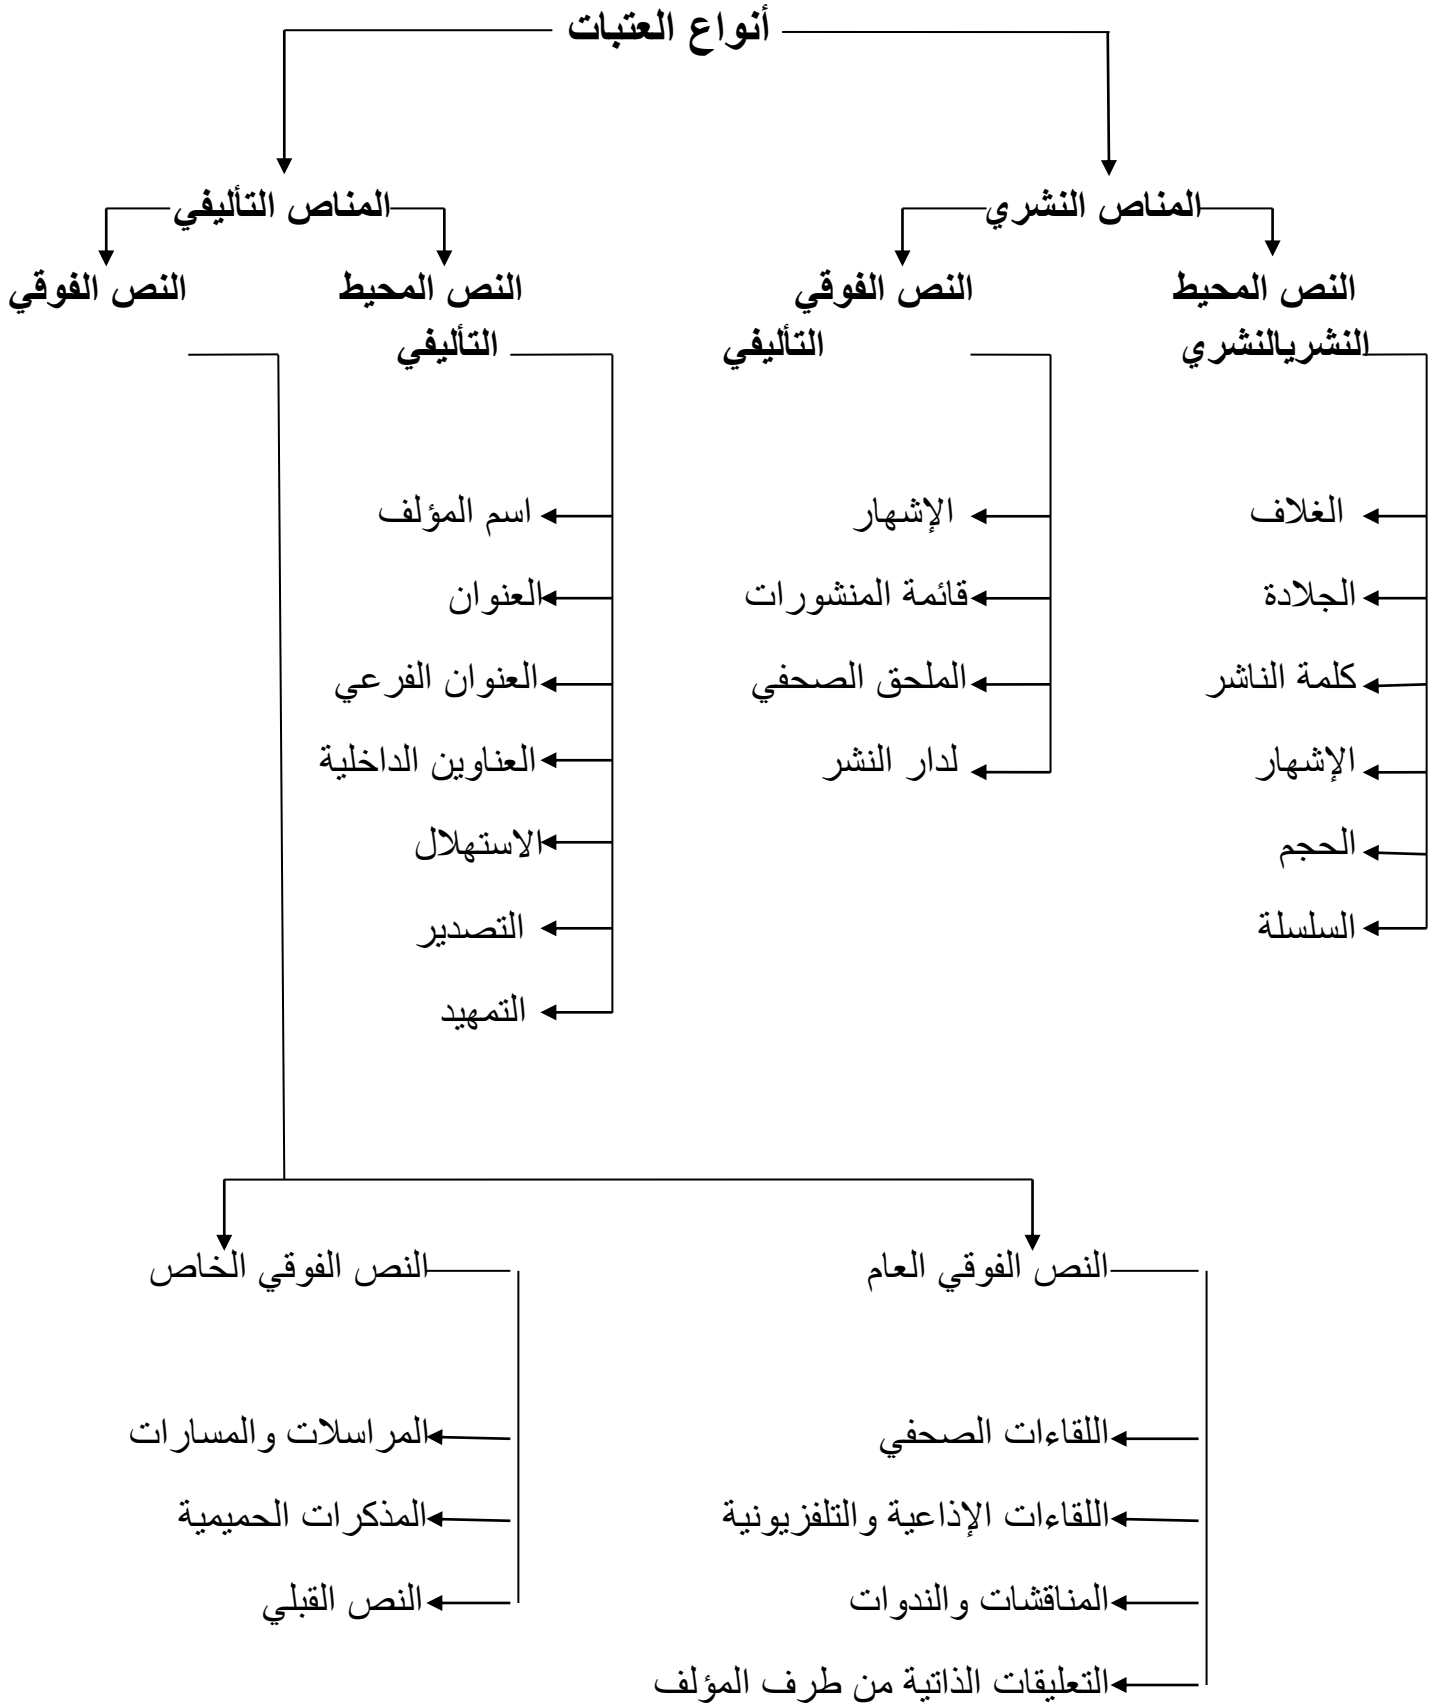 أنواع العتبات
المناص النشري المناص التأليفي
النص المحيط النص الفوقي النص المحيط النص الفوقي
النشريالنشري التأليفي التأليفي
الغلاف الإشهار اسم المؤلف
الجلادة قائمة المنشورات العنوان
كلمة الناشر الملحق الصحفي العنوان الفرعي
الإشهار لدار النشر العناوين الداخلية
الحجم الاستهلال
السلسلة التصدير
التمهيد
النص الفوقي العام النص الفوقي الخاص
اللقاءات الصحفي المراسلات والمسارات
اللقاءات الإذاعية والتلفزيونية المذكرات الحميمية
المناقشات والندوات النص القبلي
التعليقات الذاتية من طرف المؤلف